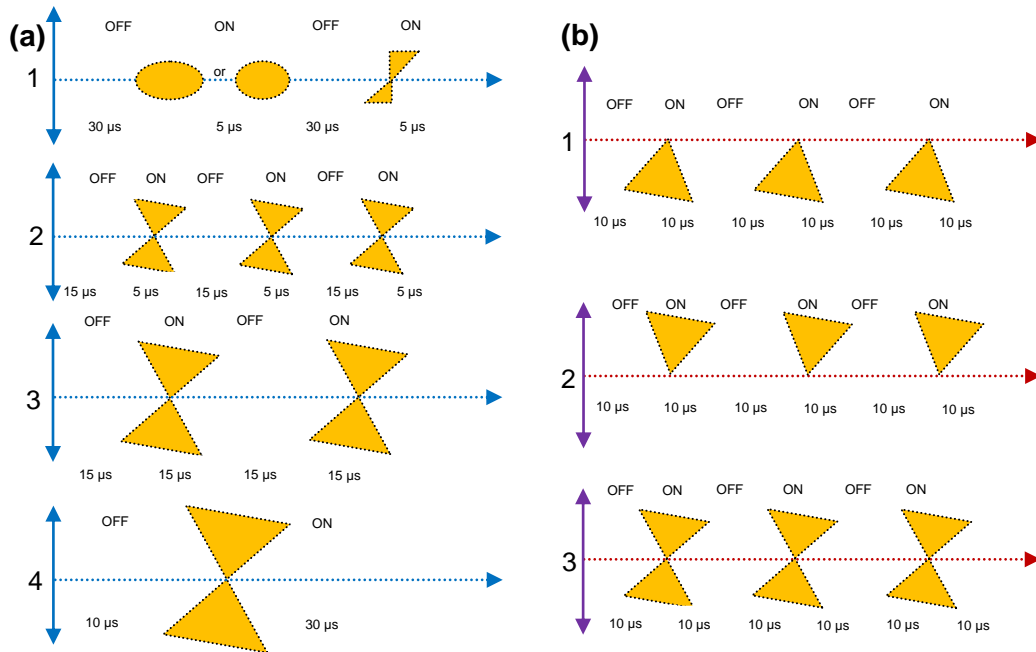 (a)
OFF ON OFF ON
1
or
30 µs 5 µs 30 µs 5 µs
OFF ON OFF ON OFF ON
2
15 µs 5 µs 15 µs 5 µs 15 µs 5 µs
OFF ON OFF ON
3
15 µs 15 µs 15 µs 15 µs
OFF ON
4
10 µs 30 µs
(b)
OFF ON OFF ON OFF ON
1
10 µs 10 µs 10 µs 10 µs 10 µs 10 µs
OFF ON OFF ON OFF ON
2
10 µs 10 µs 10 µs 10 µs 10 µs 10 µs
OFF ON OFF ON OFF ON
3
10 µs 10 µs 10 µs 10 µs 10 µs 10 µs